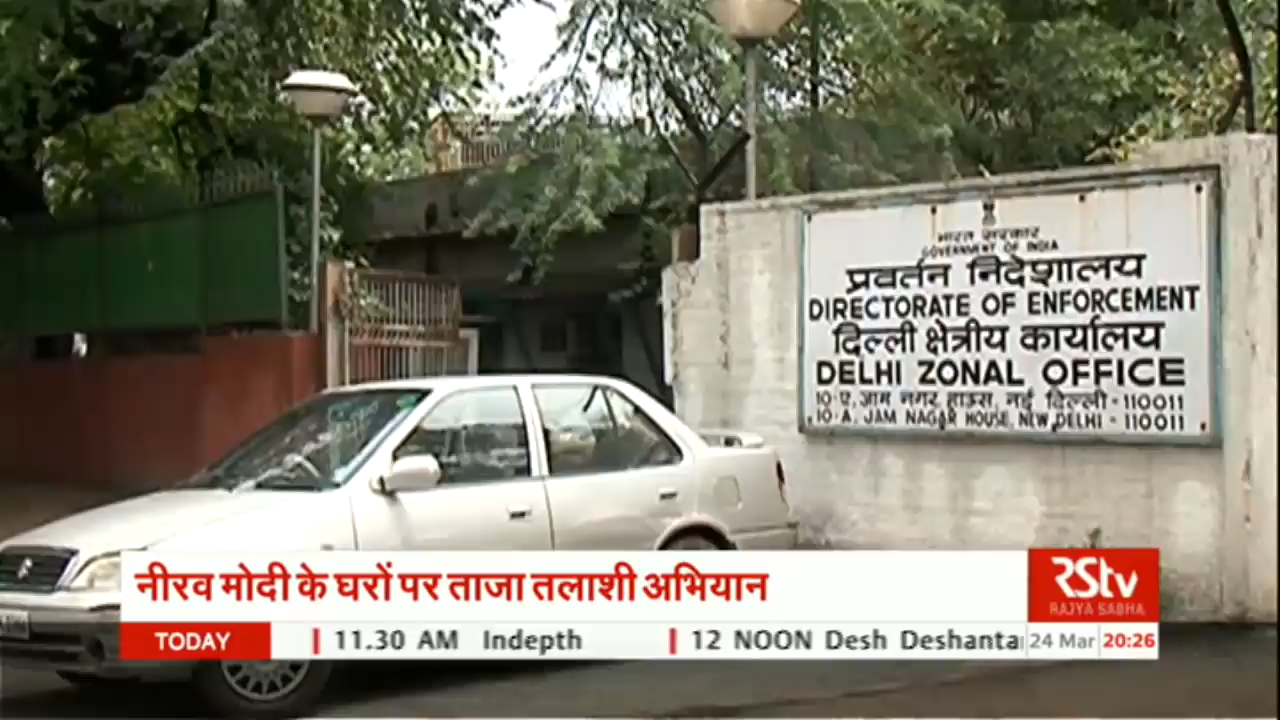 भारत सरकार
GOVERNMENT OF INDIA
प्रवर्तन निदेशालय
DIRECTORATE OF ENFORCEMENT
दिल्ली क्षेत्रीय कार्यालय
DELHI ZONAL OFFICE
10-ए, जाम नगर हाउस, नई दिल्ली - 110011
10-A, JAM NAGAR HOUSE, NEW DELHI - 110011
नीरव मोदी के घरों पर ताजा तलाशी अभियान
RStv
RAJYA SABHA
TODAY 11.30 AM Indepth 12 NOON Desh Deshanta 24 Mar 20:26